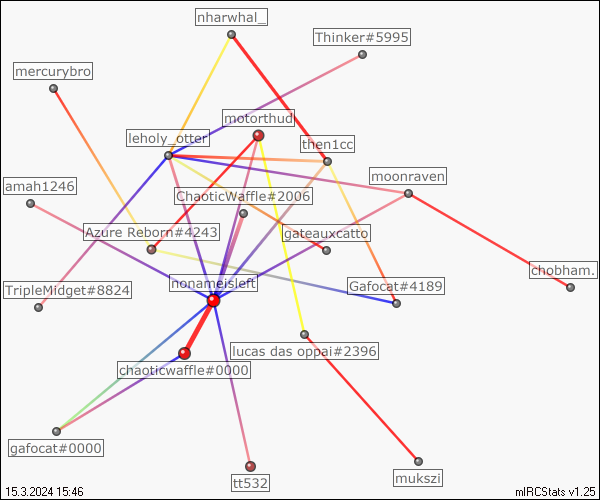 nharwhal_
Thinker#5995
mercurybro
motorthud
leholy_otter
then1cc
moonraven
amah1246
ChaoticWaffle#2006
Azure Reborn#4243
gateauxcatto
chobham.
TripleMidget#8824
nonameisleft
Gafocat#4189
lucas das oppai#2396
chaoticwaffle#0000
gafocat#0000
tt532
mukszi
15.3.2024 15:46
mIRCStats v1.25